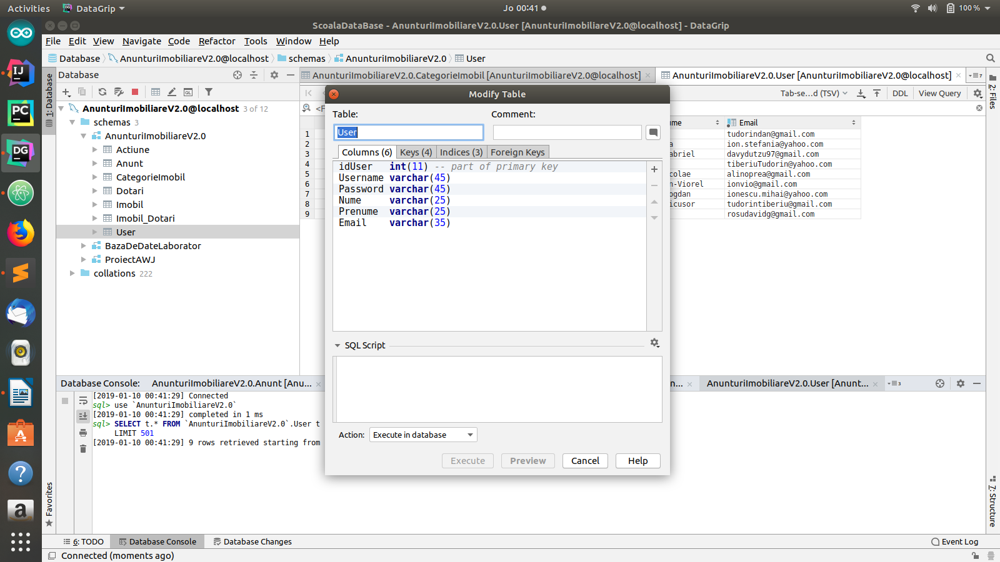 Activities
DataGrip
Jo 00:41
100 %
ScoalaDataBase - AnunturiImobiliareV2.0.User [AnunturiImobiliareV2.0@localhost] - DataGrip
File Edit View Navigate Code Refactor Tools Window Help
Database AnunturiImobiliareV2.0@localhost schemas AnunturiImobiliareV2.0 User
1: Database
Database
AnunturiImobiliareV2.0.CategorieImobil [AnunturiImobiliareV2.0@localhost]
AnunturiImobiliareV2.0.User [AnunturiImobiliareV2.0@localhost]
7
2: Files
QL
Tab-se...d (TSV)
DDL
View Query
<F
AnunturiImobiliareV2.0@localhost 3 of 12
schemas 3
AnunturiImobiliareV2.0
Actiune
Anunt
CategorieImobil
Dotari
Imobil
Imobil_Dotari
User
BazaDeDateLaborator
ProiectAWJ
collations 222
me Email
1 tudorindan@gmail.com
2 a ion.stefania@yahoo.com
3 abriel davydutzu97@gmail.com
4 tiberiuTudorin@yahoo.com
5 colae alinoprea@gmail.com
6 n-Viorel ionvio@gmail.com
7 ogdan ionescu.mihai@yahoo.com
8 icusor tudorintiberiu@gmail.com
9 rosudavidg@gmail.com
Modify Table
Table:
Comment:
User
Columns (6) Keys (4) Indices (3) Foreign Keys
idUser int(11) -- part of primary key
Username varchar(45)
Password varchar(45)
Nume varchar(25)
Prenume varchar(25)
Email varchar(35)
SQL Script
Action: Execute in database
Execute Preview Cancel Help
Database Console: AnunturiImobiliareV2.0.Anunt [Anu...
n...
AnunturiImobiliareV2.0.User [Anunt...
3
[2019-01-10 00:41:29] Connected
sql> use `AnunturiImobiliareV2.0`
[2019-01-10 00:41:29] completed in 1 ms
sql> SELECT t.* FROM `AnunturiImobiliareV2.0`.User t
LIMIT 501
[2019-01-10 00:41:29] 9 rows retrieved starting from
Favorites
7: Structure
6: TODO
Database Console
Database Changes
Event Log
Connected (moments ago)
IJ
PC
DG
a